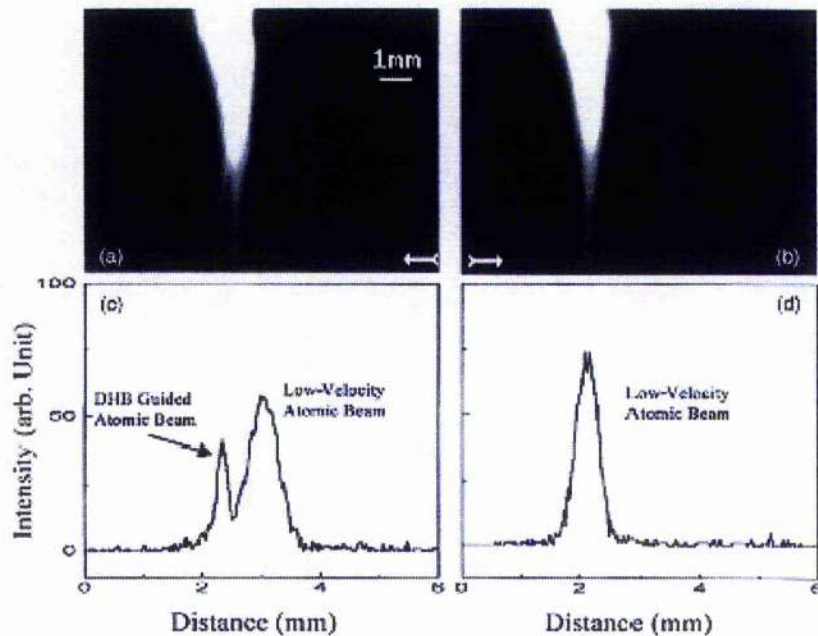 1mm
(a)
(b)
100
(c)
(d)
DHB Guided
Atomic Beam
Low-Velocity
Atomic Beam
Low-Velocity
Atomic Beam
50
0
Intensity (arb. Unit)
0
2
4
6
0
2
4
6
Distance (mm)
Distance (mm)